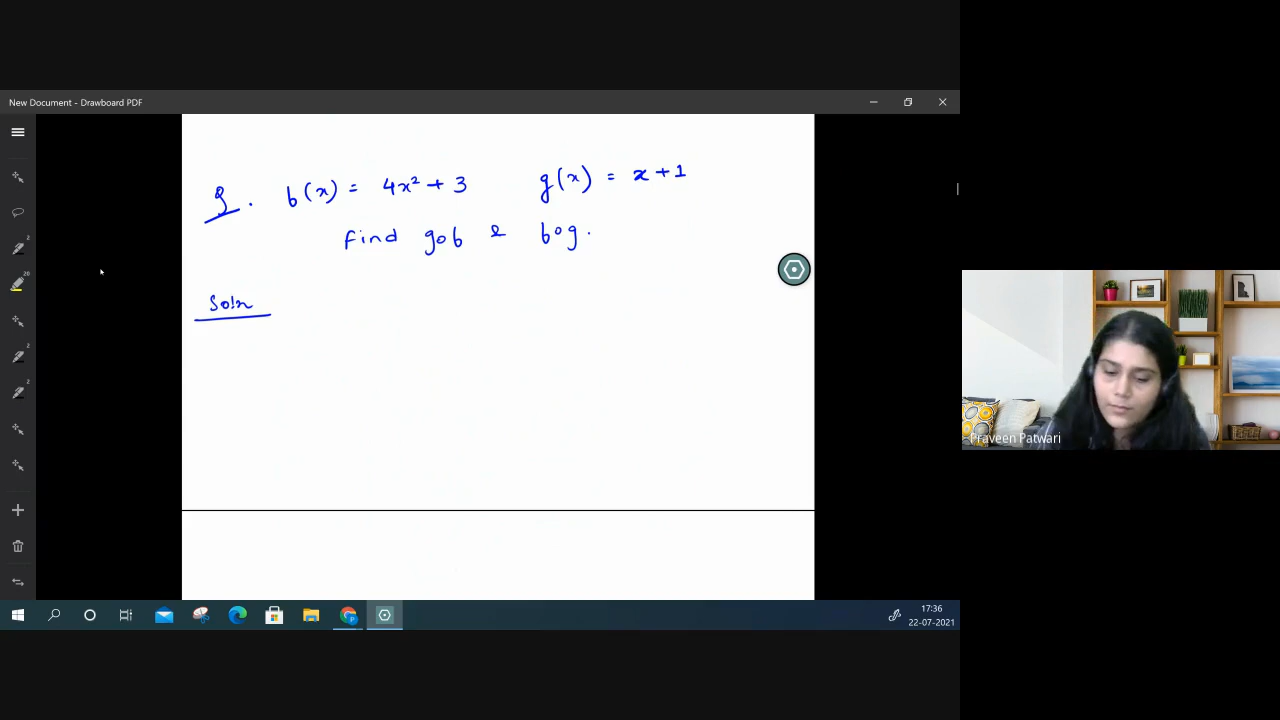 New Document - Drawboard PDF
Q. f(x) = 4x² + 3 g(x) = x + 1
Find gof & fog.
Soln
Praveen Patwari
17:36
22-07-2021